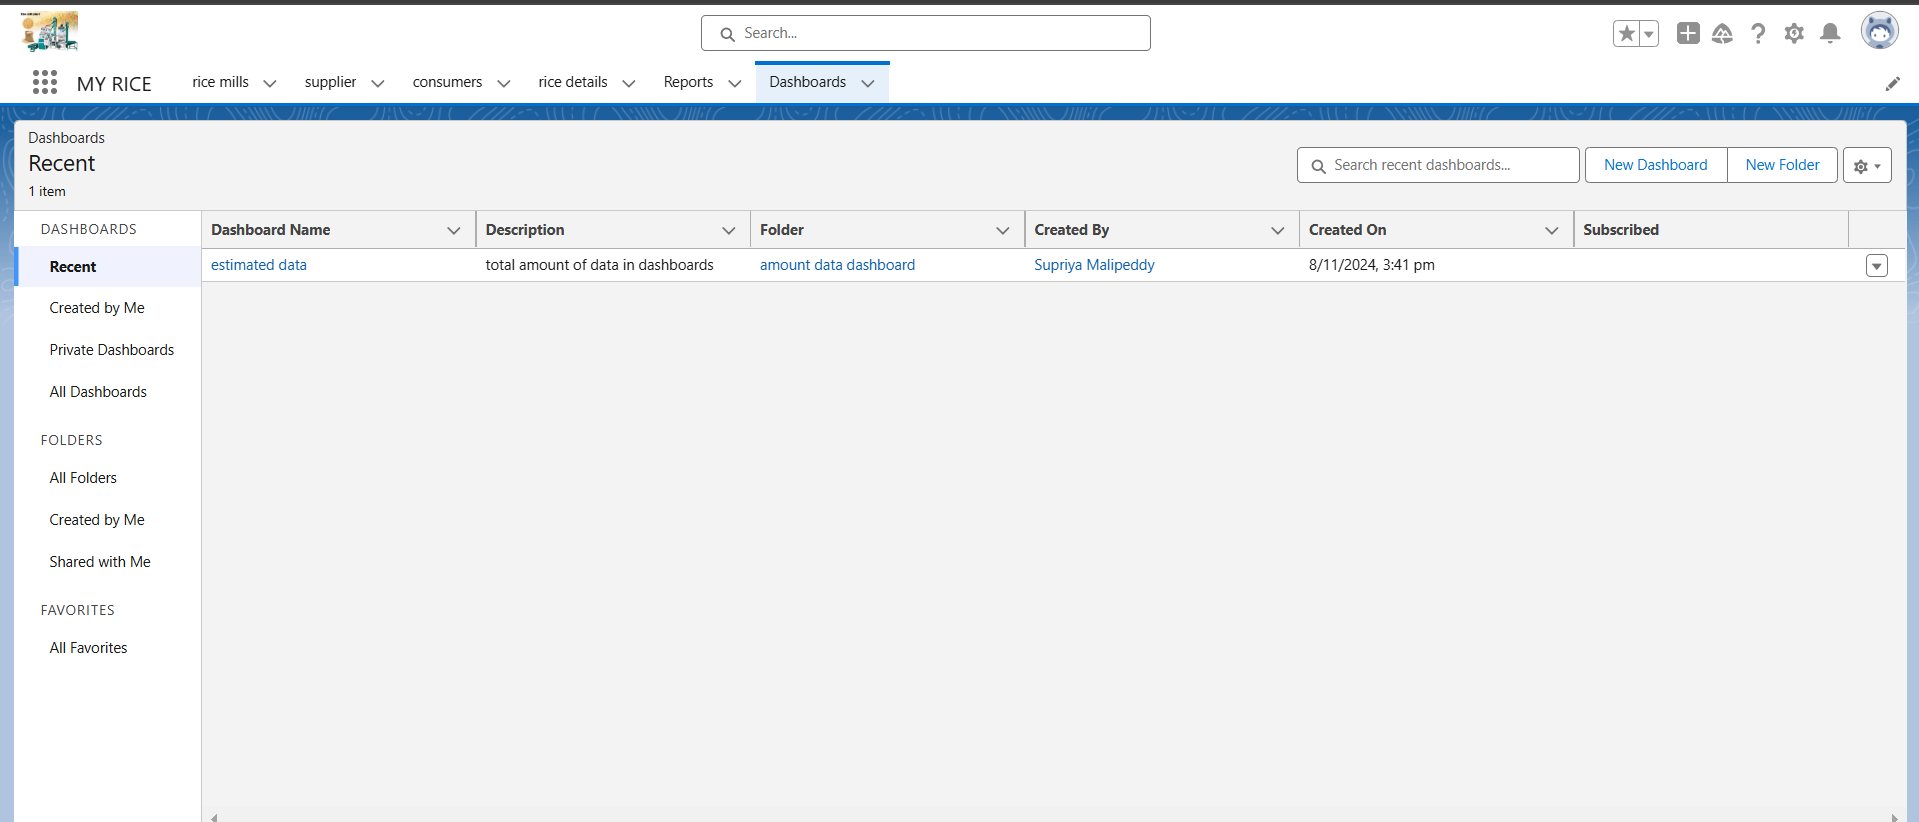 Search...
MY RICE
rice mills
supplier
consumers
rice details
Reports
Dashboards
Dashboards
Recent
1 item
Search recent dashboards...
New Dashboard
New Folder
DASHBOARDS
Recent
Created by Me
Private Dashboards
All Dashboards
FOLDERS
All Folders
Created by Me
Shared with Me
FAVORITES
All Favorites
Dashboard Name Description Folder Created By Created On Subscribed
estimated data total amount of data in dashboards amount data dashboard Supriya Malipeddy 8/11/2024, 3:41 pm